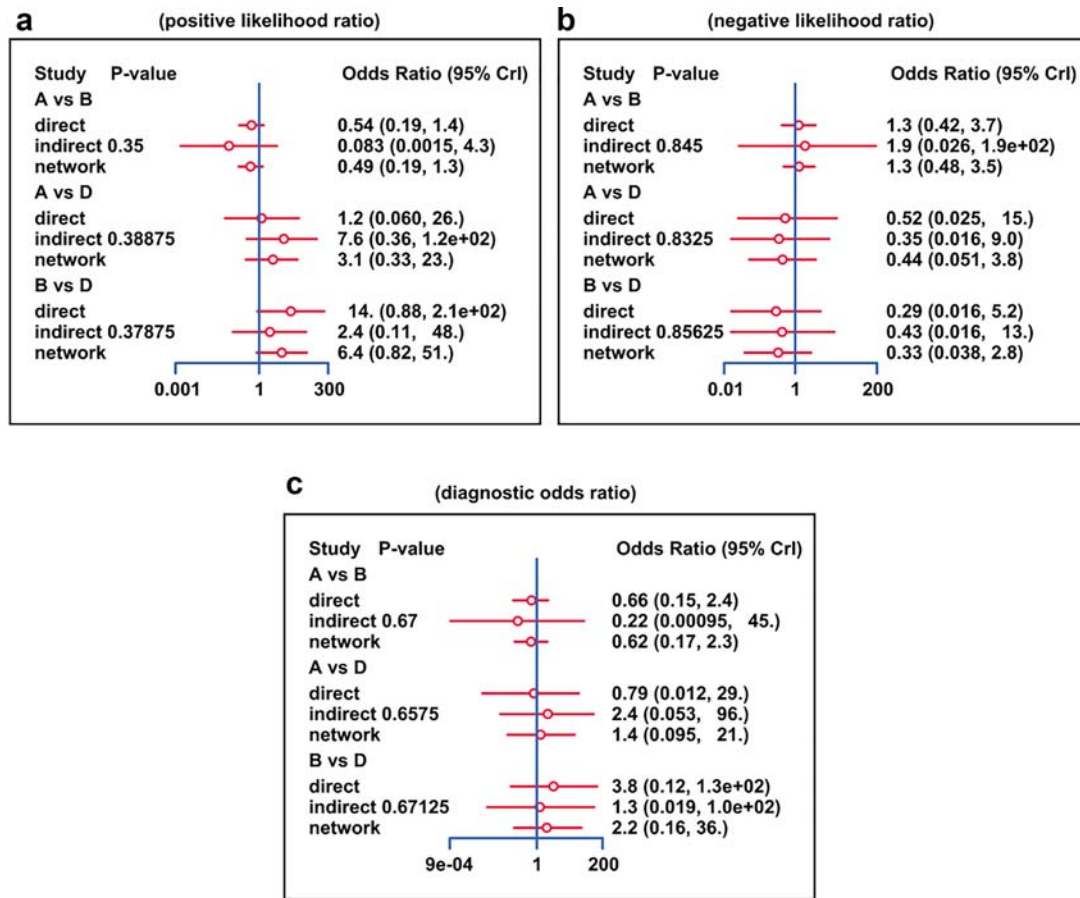 a (positive likelihood ratio)
Study P-value Odds Ratio (95% CrI)
A vs B
direct 0.54 (0.19, 1.4)
indirect 0.35 0.083 (0.0015, 4.3)
network 0.49 (0.19, 1.3)
A vs D
direct 1.2 (0.060, 26.)
indirect 0.38875 7.6 (0.36, 1.2e+02)
network 3.1 (0.33, 23.)
B vs D
direct 14. (0.88, 2.1e+02)
indirect 0.37875 2.4 (0.11, 48.)
network 6.4 (0.82, 51.)
0.001 1 300
b (negative likelihood ratio)
Study P-value Odds Ratio (95% CrI)
A vs B
direct 1.3 (0.42, 3.7)
indirect 0.845 1.9 (0.026, 1.9e+02)
network 1.3 (0.48, 3.5)
A vs D
direct 0.52 (0.025, 15.)
indirect 0.8325 0.35 (0.016, 9.0)
network 0.44 (0.051, 3.8)
B vs D
direct 0.29 (0.016, 5.2)
indirect 0.85625 0.43 (0.016, 13.)
network 0.33 (0.038, 2.8)
0.01 1 200
c (diagnostic odds ratio)
Study P-value Odds Ratio (95% CrI)
A vs B
direct 0.66 (0.15, 2.4)
indirect 0.67 0.22 (0.00095, 45.)
network 0.62 (0.17, 2.3)
A vs D
direct 0.79 (0.012, 29.)
indirect 0.6575 2.4 (0.053, 96.)
network 1.4 (0.095, 21.)
B vs D
direct 3.8 (0.12, 1.3e+02)
indirect 0.67125 1.3 (0.019, 1.0e+02)
network 2.2 (0.16, 36.)
9e-04 1 200